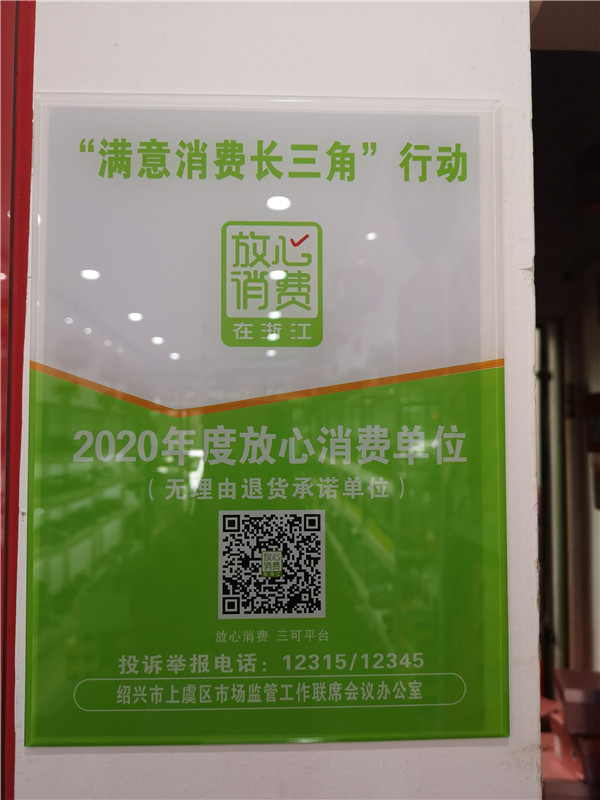 “满意消费长三角”行动
放心
消费
在浙江
2020年度放心消费单位
（无理由退货承诺单位）
放心
消费
放心消费 三可平台
投诉举报电话：12315/12345
绍兴市上虞区市场监管工作联席会议办公室